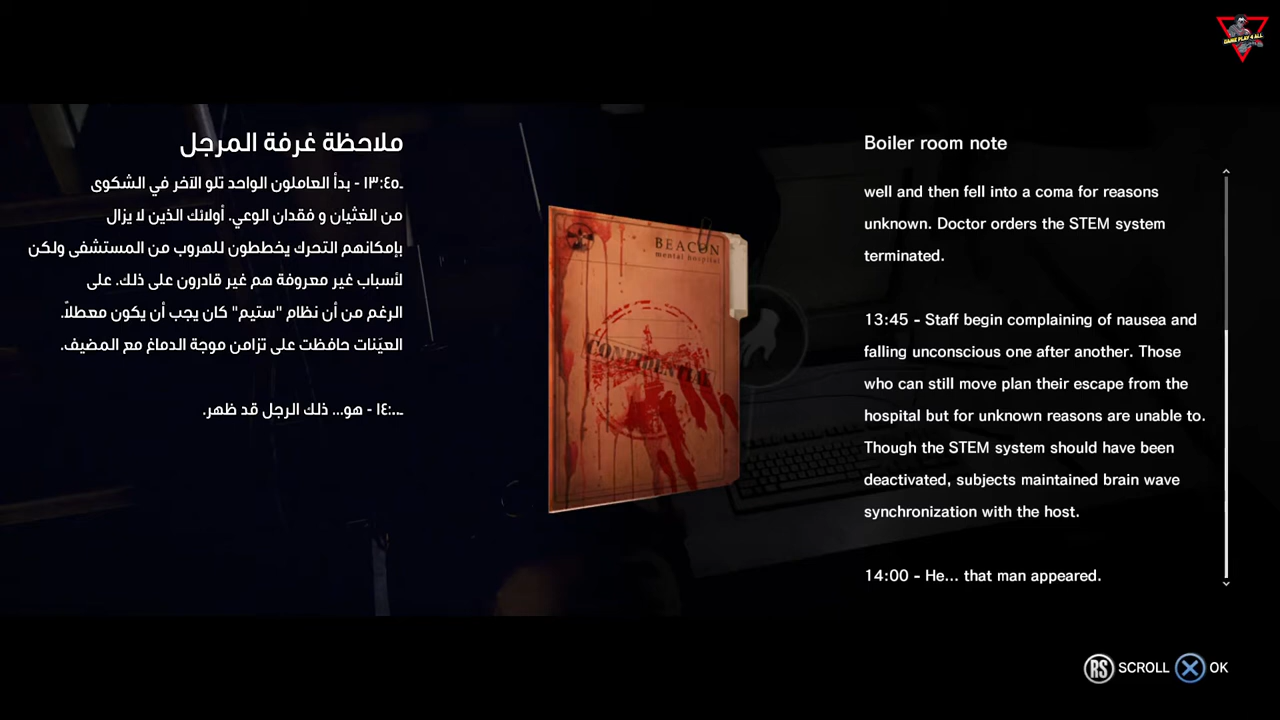 GAME PLAY 4 ALL
ملاحظة غرفة المرجل
١٣:٤٥ - بدأ العاملون الواحد تلو الآخر في الشكوى
من الغثيان و فقدان الوعي. أولائك الذين لا يزال
بإمكانهم التحرك يخططون للهروب من المستشفى ولكن
لأسباب غير معروفة هم غير قادرون على ذلك. على
الرغم من أن نظام "ستيم" كان يجب أن يكون معطلاً.
العيّنات حافظت على تزامن موجة الدماغ مع المضيف.
١٤:٠٠ - هو... ذلك الرجل قد ظهر.
BEACON
mental hospital
CONFIDENTIAL
Boiler room note
well and then fell into a coma for reasons
unknown. Doctor orders the STEM system
terminated.
13:45 - Staff begin complaining of nausea and
falling unconscious one after another. Those
who can still move plan their escape from the
hospital but for unknown reasons are unable to.
Though the STEM system should have been
deactivated, subjects maintained brain wave
synchronization with the host.
14:00 - He... that man appeared.
RS SCROLL OK